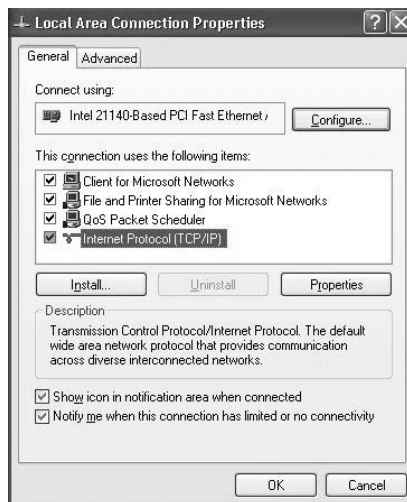 Local Area Connection Properties
General Advanced
Connect using:
Intel 21140-Based PCI Fast Ethernet
Configure...
This connection uses the following items:
Client for Microsoft Networks
File and Printer Sharing for Microsoft Networks
QoS Packet Scheduler
Internet Protocol (TCP/IP)
Install... Uninstall Properties
Description
Transmission Control Protocol/Internet Protocol. The default
wide area network protocol that provides communication
across diverse interconnected networks.
Show icon in notification area when connected
Notify me when this connection has limited or no connectivity
OK Cancel